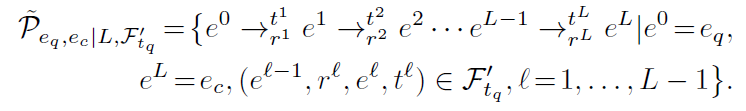 P̃_{e_q,e_c|L,F′_{t_q}} = {e^0 →^{t^1}_{r^1} e^1 →^{t^2}_{r^2} e^2 ⋯ e^{L−1} →^{t^L}_{r^L} e^L | e^0 = e_q,
e^L = e_c, (e^{ℓ−1}, r^ℓ, e^ℓ, t^ℓ) ∈ F′_{t_q}, ℓ = 1, . . . , L − 1}.